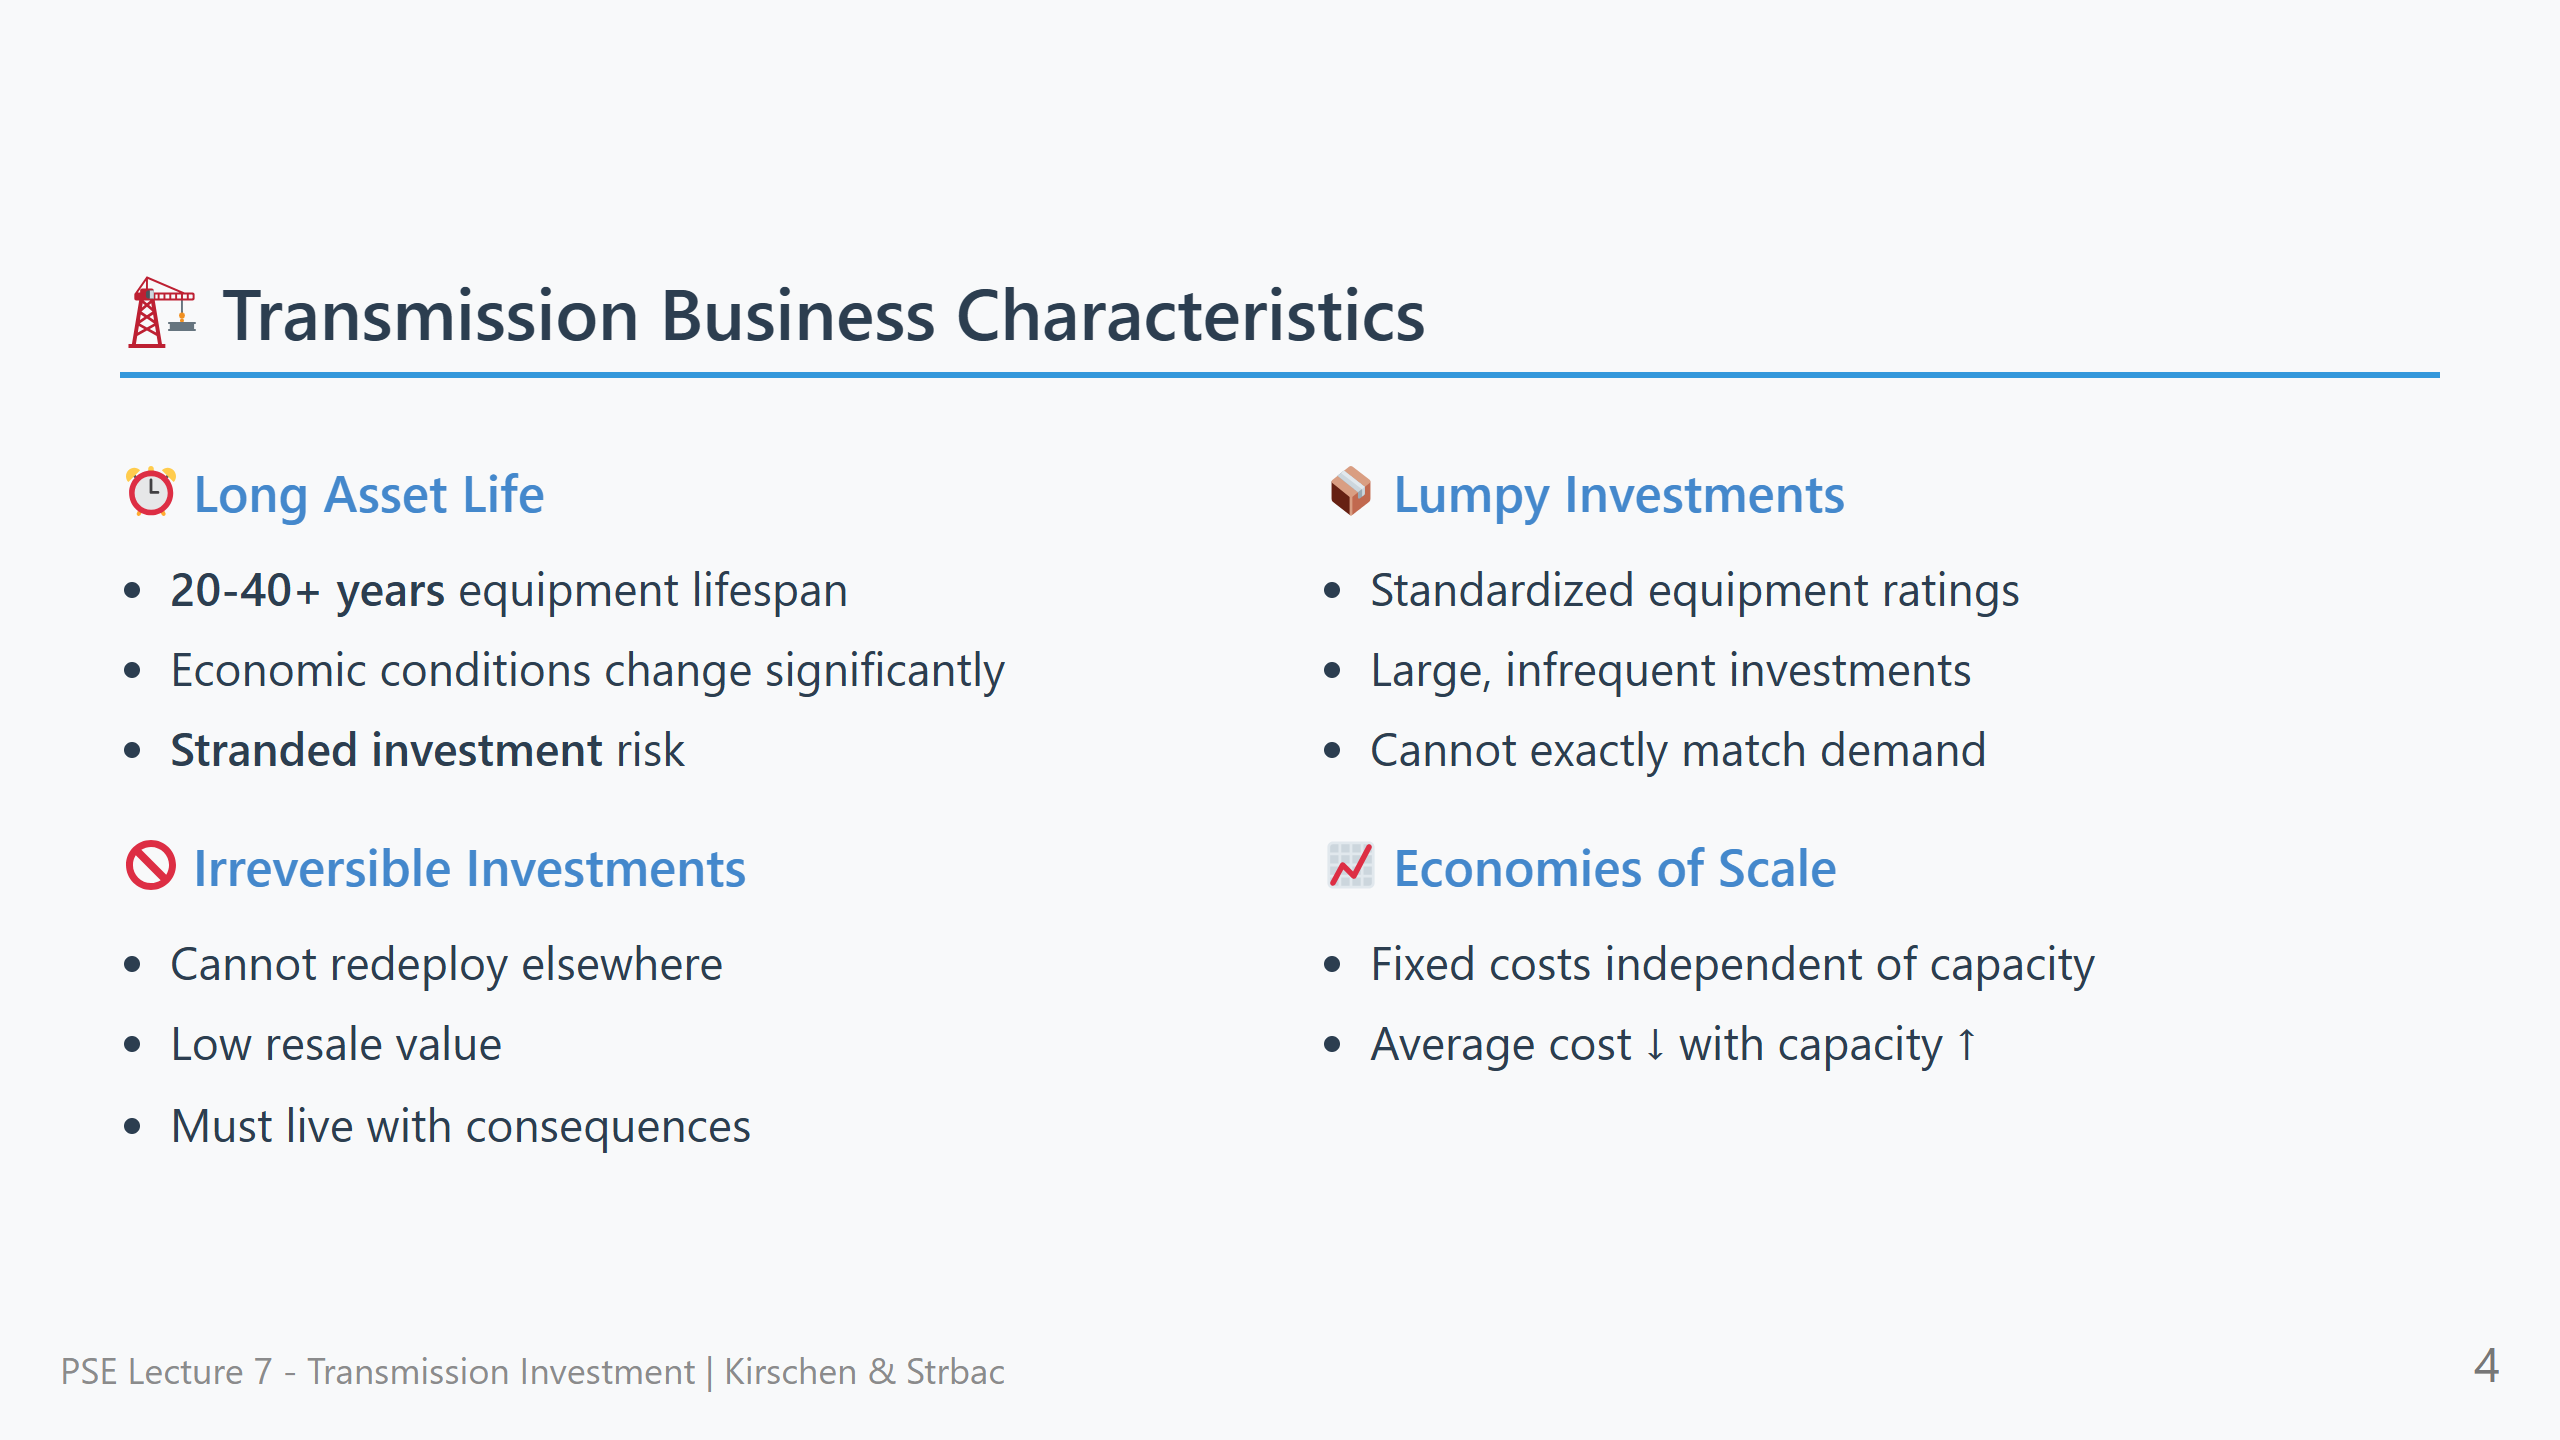 Transmission Business Characteristics
Long Asset Life
• 20-40+ years equipment lifespan
• Economic conditions change significantly
• Stranded investment risk
Irreversible Investments
• Cannot redeploy elsewhere
• Low resale value
• Must live with consequences
Lumpy Investments
• Standardized equipment ratings
• Large, infrequent investments
• Cannot exactly match demand
Economies of Scale
• Fixed costs independent of capacity
• Average cost ↓ with capacity ↑
PSE Lecture 7 - Transmission Investment | Kirschen & Strbac
4